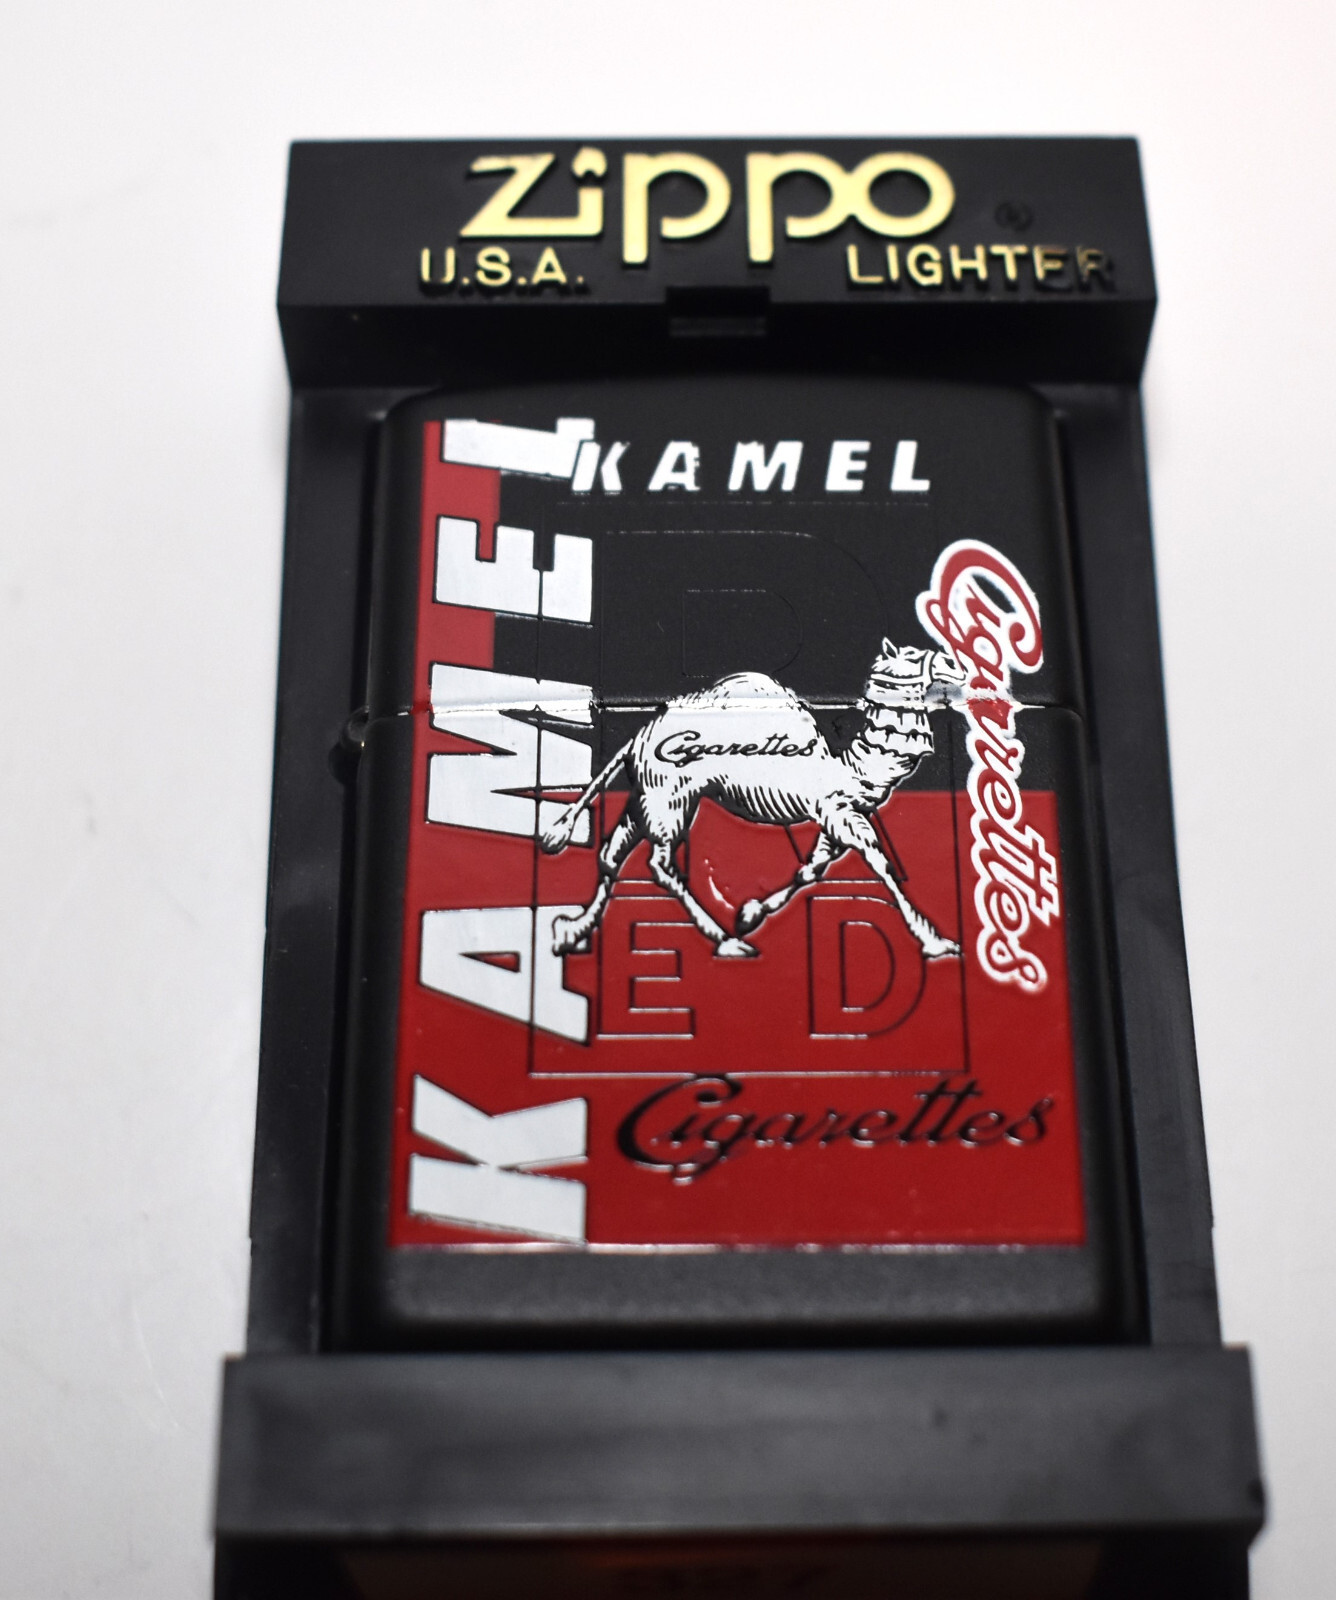 Zippo ®
U.S.A. LIGHTER
KAMEL
KAMEL
Cigarettes
Cigarettes
R
E D
Cigarettes